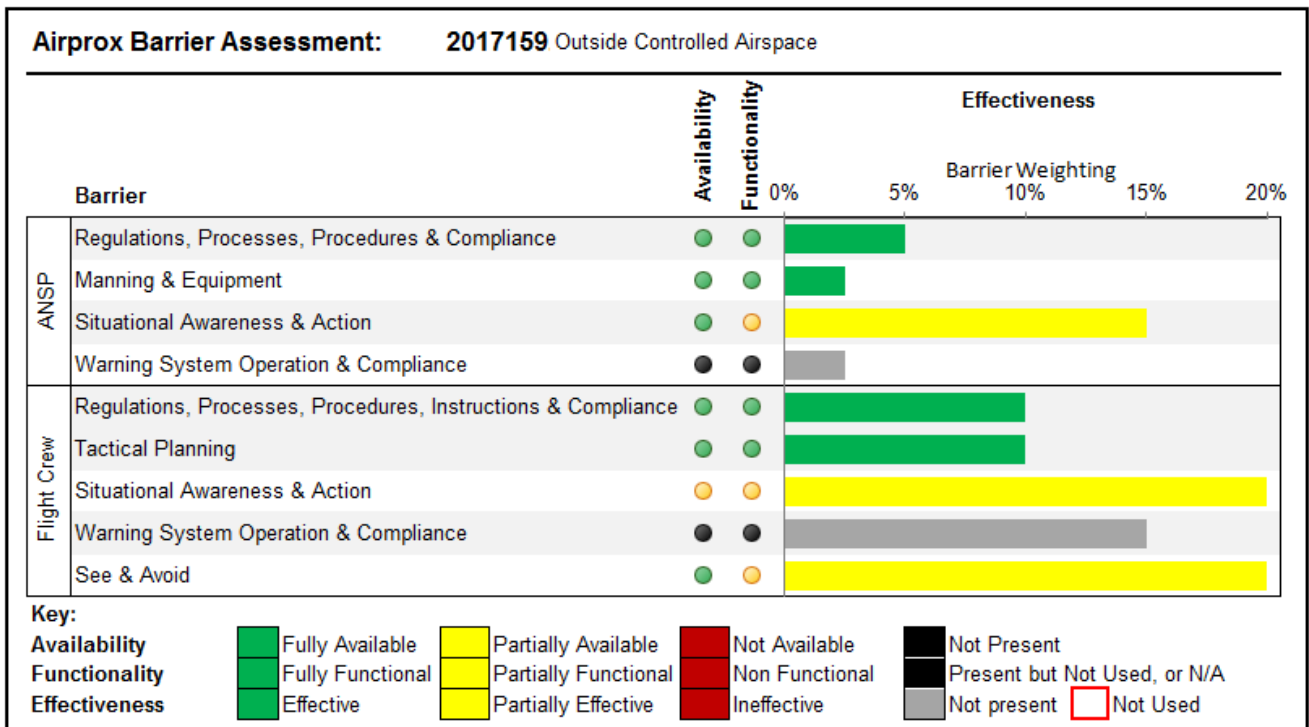 Airprox Barrier Assessment: 2017159 Outside Controlled Airspace
Availability
Functionality
Effectiveness
Barrier Weighting
Barrier
0% 5% 10% 15% 20%
ANSP
Regulations, Processes, Procedures & Compliance
Manning & Equipment
Situational Awareness & Action
Warning System Operation & Compliance
Flight Crew
Regulations, Processes, Procedures, Instructions & Compliance
Tactical Planning
Situational Awareness & Action
Warning System Operation & Compliance
See & Avoid
Key:
Availability Fully Available Partially Available Not Available Not Present
Functionality Fully Functional Partially Functional Non Functional Present but Not Used, or N/A
Effectiveness Effective Partially Effective Ineffective Not present Not Used